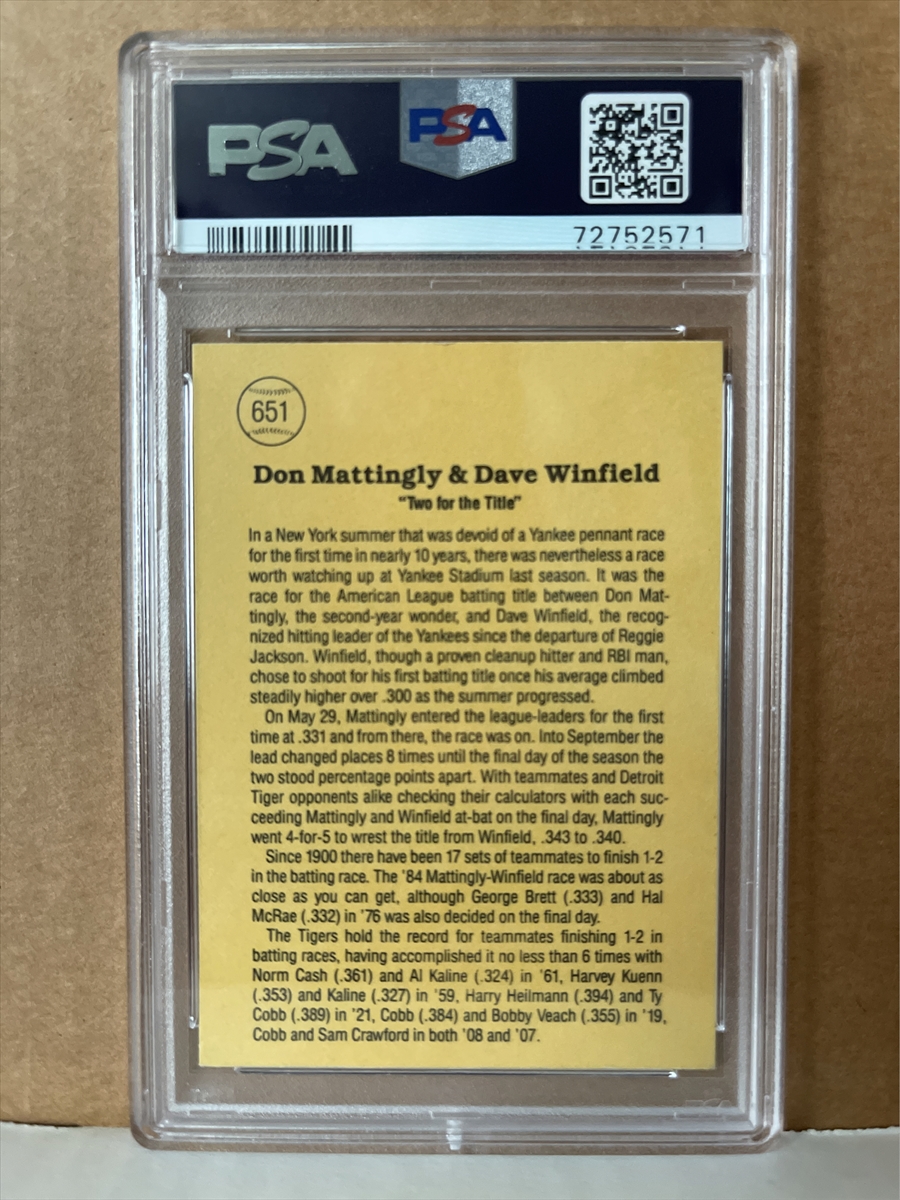 PSA
PSA
72752571
651
Don Mattingly & Dave Winfield
"Two for the Title"
In a New York summer that was devoid of a Yankee pennant race
for the first time in nearly 10 years, there was nevertheless a race
worth watching up at Yankee Stadium last season. It was the
race for the American League batting title between Don Mat-
tingly, the second-year wonder, and Dave Winfield, the recog-
nized hitting leader of the Yankees since the departure of Reggie
Jackson. Winfield, though a proven cleanup hitter and RBI man,
chose to shoot for his first batting title once his average climbed
steadily higher over .300 as the summer progressed.
On May 29, Mattingly entered the league-leaders for the first
time at .331 and from there, the race was on. Into September the
lead changed places 8 times until the final day of the season the
two stood percentage points apart. With teammates and Detroit
Tiger opponents alike checking their calculators with each suc-
ceeding Mattingly and Winfield at-bat on the final day, Mattingly
went 4-for-5 to wrest the title from Winfield, .343 to .340.
Since 1900 there have been 17 sets of teammates to finish 1-2
in the batting race. The '84 Mattingly-Winfield race was about as
close as you can get, although George Brett (.333) and Hal
McRae (.332) in '76 was also decided on the final day.
The Tigers hold the record for teammates finishing 1-2 in
batting races, having accomplished it no less than 6 times with
Norm Cash (.361) and Al Kaline (.324) in '61, Harvey Kuenn
(.353) and Kaline (.327) in '59, Harry Heilmann (.394) and Ty
Cobb (.389) in '21, Cobb (.384) and Bobby Veach (.355) in '19,
Cobb and Sam Crawford in both '08 and '07.